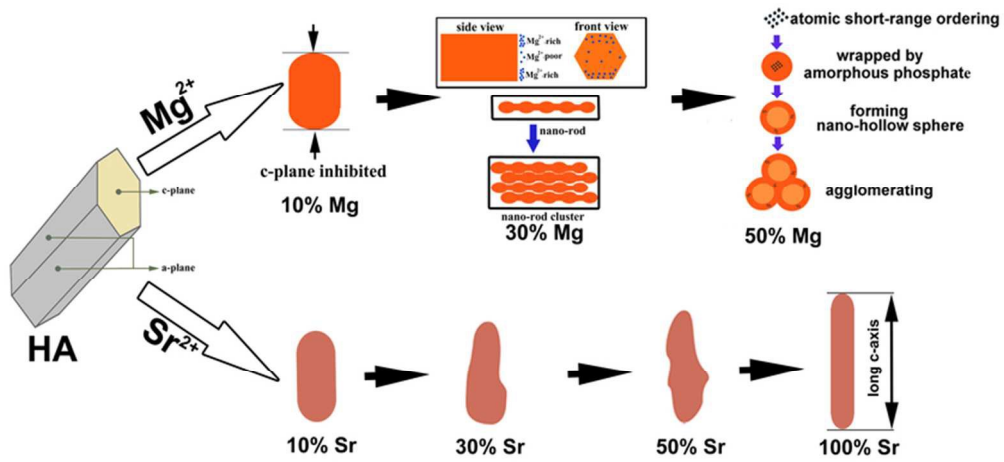 HA
c-plane
a-plane
Mg2+
Sr2+
c-plane inhibited
10% Mg
side view
front view
Mg2+-rich
Mg2+-poor
Mg2+-rich
nano-rod
nano-rod cluster
30% Mg
atomic short-range ordering
wrapped by
amorphous phosphate
forming
nano-hollow sphere
agglomerating
50% Mg
10% Sr
30% Sr
50% Sr
100% Sr
long c-axis